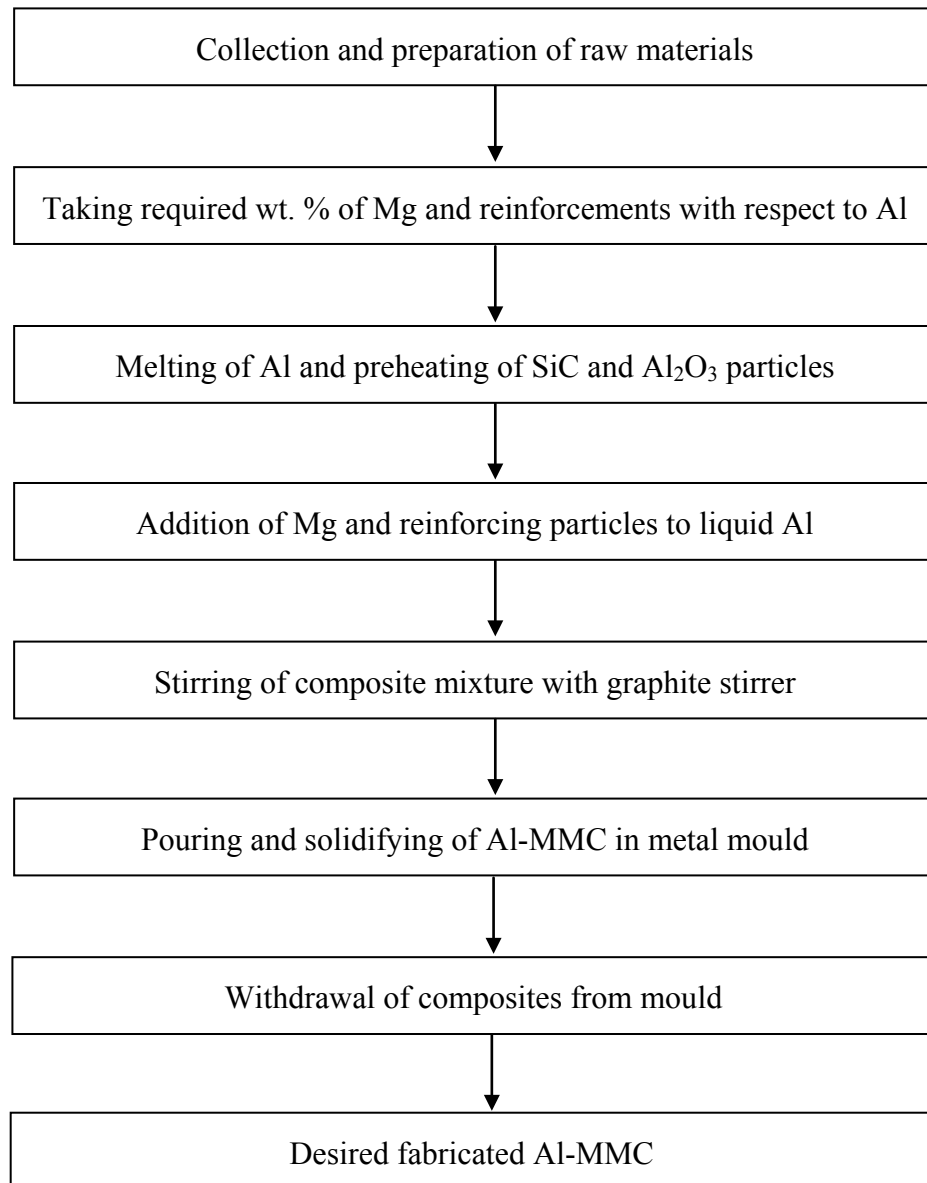 Collection and preparation of raw materials
Taking required wt. % of Mg and reinforcements with respect to Al
Melting of Al and preheating of SiC and Al₂O₃ particles
Addition of Mg and reinforcing particles to liquid Al
Stirring of composite mixture with graphite stirrer
Pouring and solidifying of Al-MMC in metal mould
Withdrawal of composites from mould
Desired fabricated Al-MMC